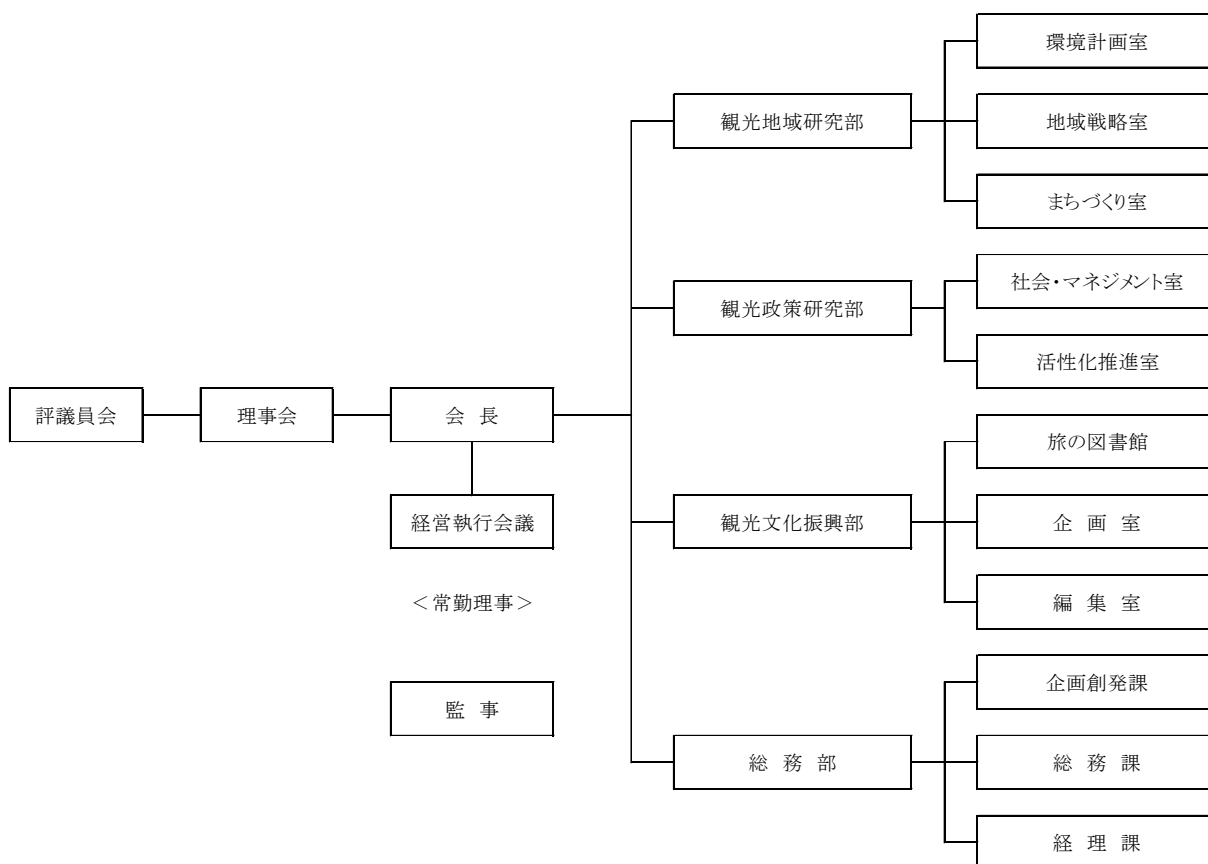 評議員会
理事会
会 長
経営執行会議
＜常勤理事＞
監 事
観光地域研究部
環境計画室
地域戦略室
まちづくり室
観光政策研究部
社会・マネジメント室
活性化推進室
観光文化振興部
旅の図書館
企 画 室
編 集 室
総 務 部
企画創発課
総 務 課
経 理 課